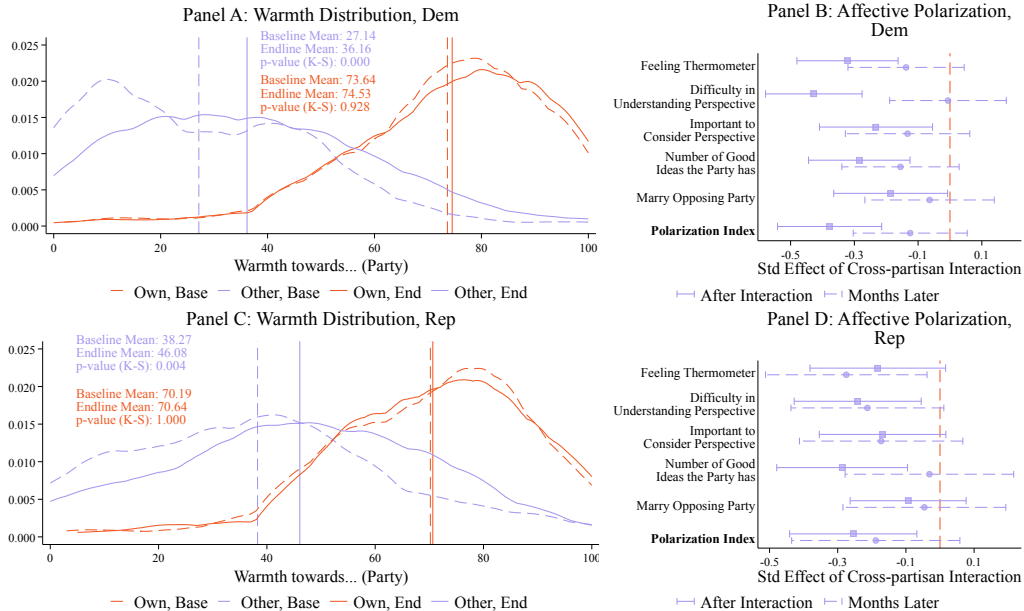 Panel A: Warmth Distribution, Dem
Baseline Mean: 27.14
Endline Mean: 36.16
p-value (K-S): 0.000
Baseline Mean: 73.64
Endline Mean: 74.53
p-value (K-S): 0.928
0.025
0.020
0.015
0.010
0.005
0.000
0 20 40 60 80 100
Warmth towards... (Party)
Own, Base Other, Base Own, End Other, End
Panel B: Affective Polarization,
Dem
Feeling Thermometer
Difficulty in
Understanding Perspective
Important to
Consider Perspective
Number of Good
Ideas the Party has
Marry Opposing Party
Polarization Index
-0.5 -0.3 -0.1 0.1
Std Effect of Cross-partisan Interaction
After Interaction Months Later
Panel C: Warmth Distribution, Rep
Baseline Mean: 38.27
Endline Mean: 46.08
p-value (K-S): 0.004
Baseline Mean: 70.19
Endline Mean: 70.64
p-value (K-S): 1.000
0.025
0.020
0.015
0.010
0.005
0.000
0 20 40 60 80 100
Warmth towards... (Party)
Own, Base Other, Base Own, End Other, End
Panel D: Affective Polarization,
Rep
Feeling Thermometer
Difficulty in
Understanding Perspective
Important to
Consider Perspective
Number of Good
Ideas the Party has
Marry Opposing Party
Polarization Index
-0.5 -0.3 -0.1 0.1
Std Effect of Cross-partisan Interaction
After Interaction Months Later